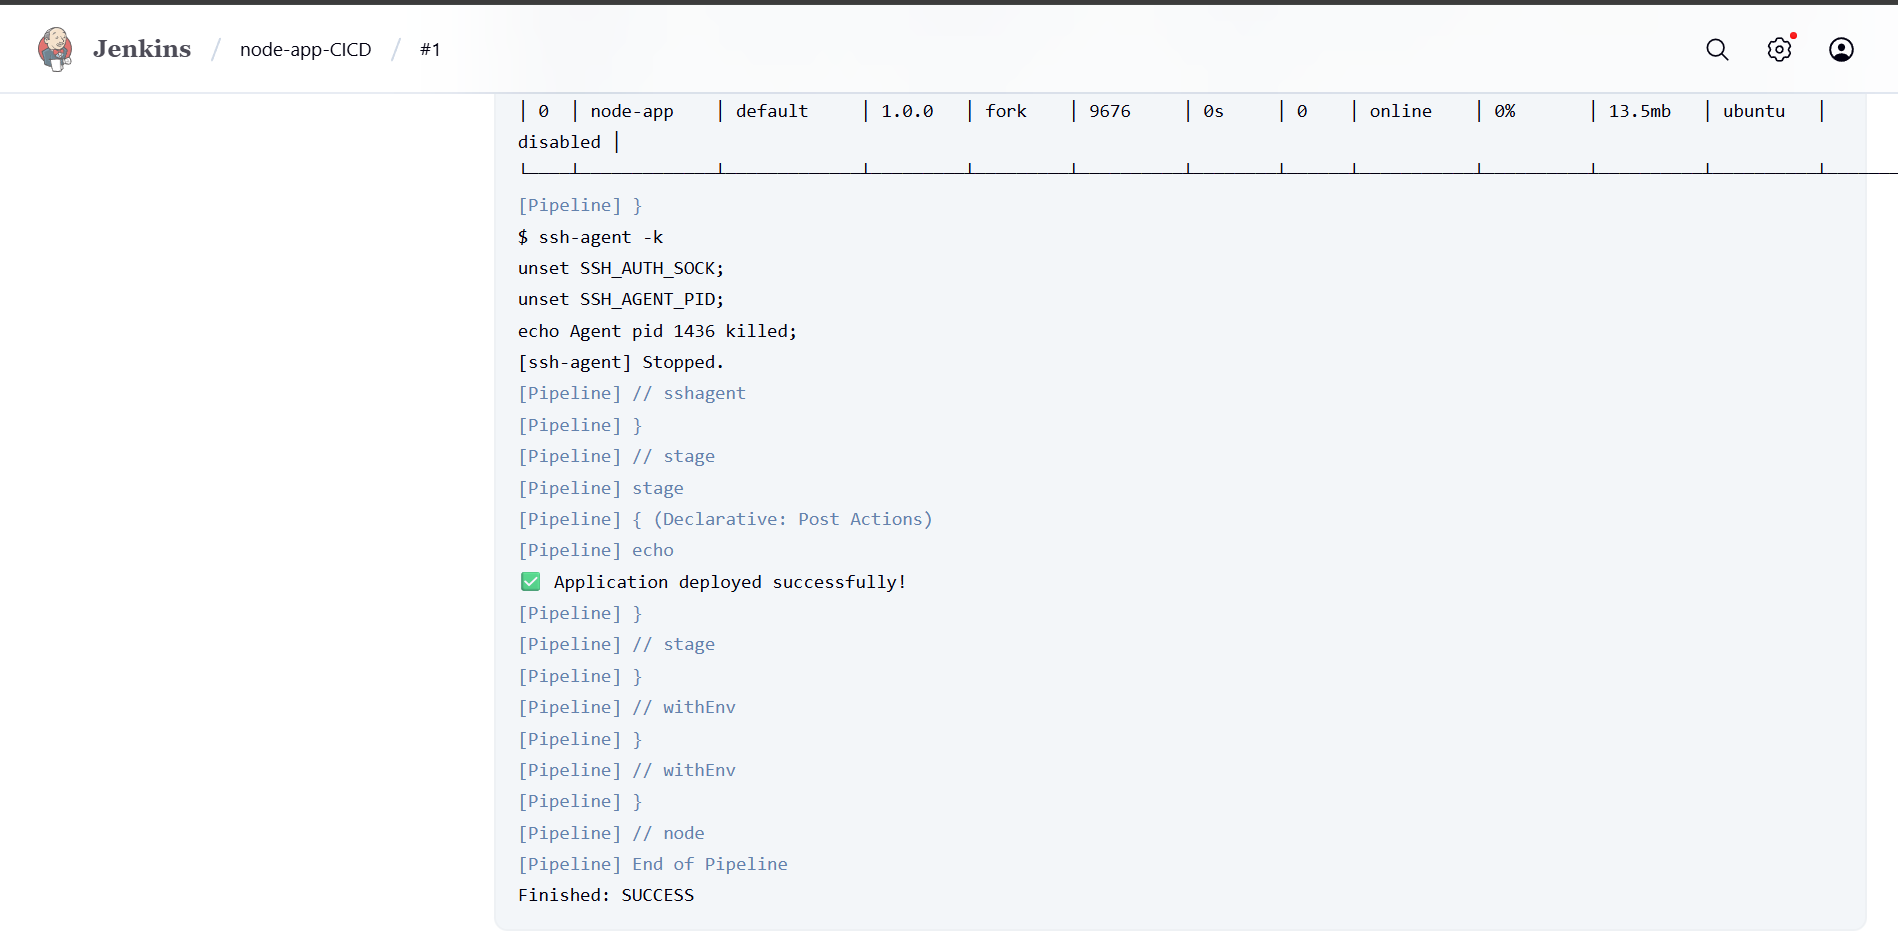 Jenkins / node-app-CICD / #1
│ 0 │ node-app │ default │ 1.0.0 │ fork │ 9676 │ 0s │ 0 │ online │ 0% │ 13.5mb │ ubuntu │
disabled │
[Pipeline] }
$ ssh-agent -k
unset SSH_AUTH_SOCK;
unset SSH_AGENT_PID;
echo Agent pid 1436 killed;
[ssh-agent] Stopped.
[Pipeline] // sshagent
[Pipeline] }
[Pipeline] // stage
[Pipeline] stage
[Pipeline] { (Declarative: Post Actions)
[Pipeline] echo
✅ Application deployed successfully!
[Pipeline] }
[Pipeline] // stage
[Pipeline] }
[Pipeline] // withEnv
[Pipeline] }
[Pipeline] // withEnv
[Pipeline] }
[Pipeline] // node
[Pipeline] End of Pipeline
Finished: SUCCESS